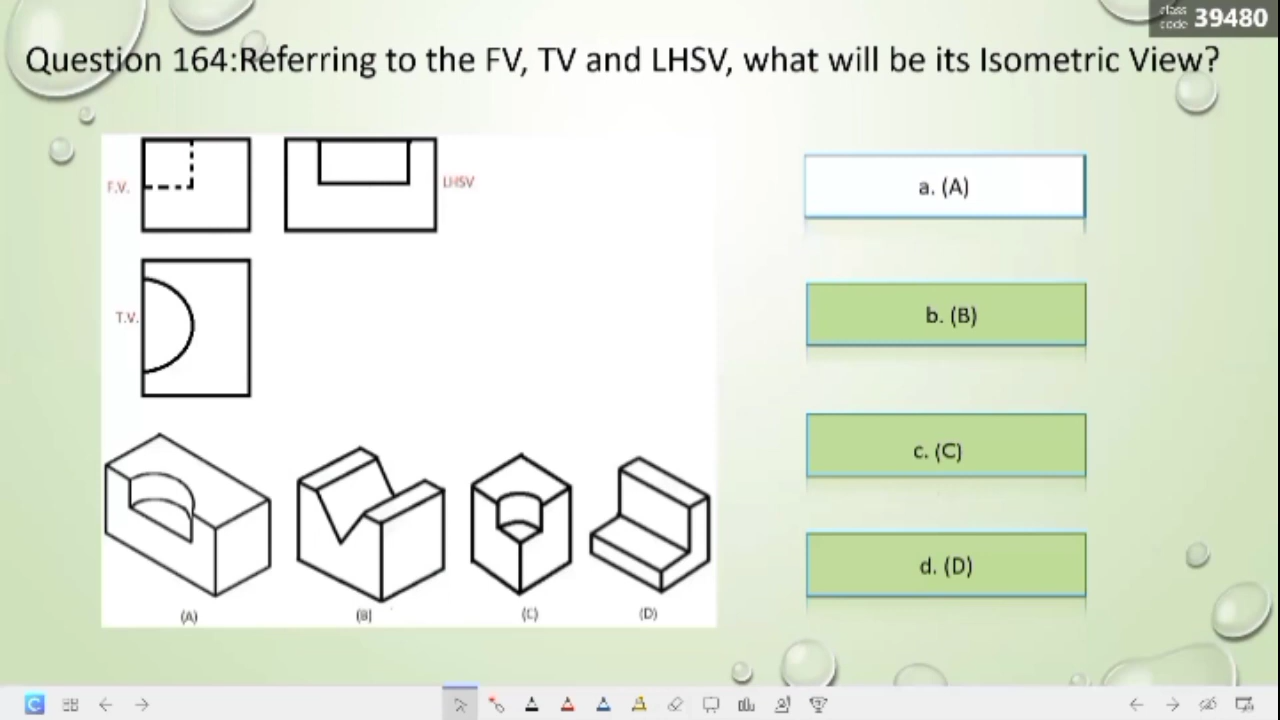 class
code 39480
Question 164:Referring to the FV, TV and LHSV, what will be its Isometric View?
F.V.
LHSV
T.V.
(A)
(B)
(C)
(D)
a. (A)
b. (B)
c. (C)
d. (D)